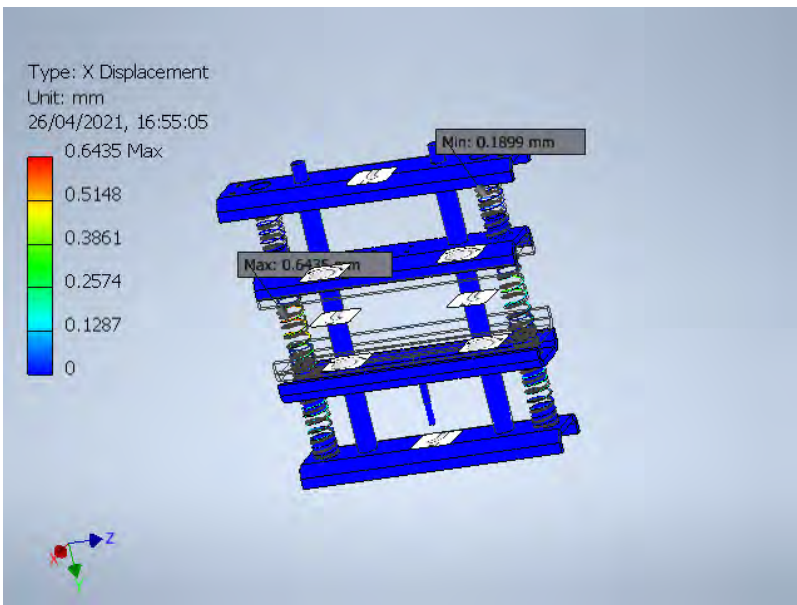 Type: X Displacement
Unit: mm
26/04/2021, 16:55:05
0.6435 Max
0.5148
0.3861
0.2574
0.1287
0
Min: 0.1899 mm
Max: 0.6435 mm
Z
X
Y